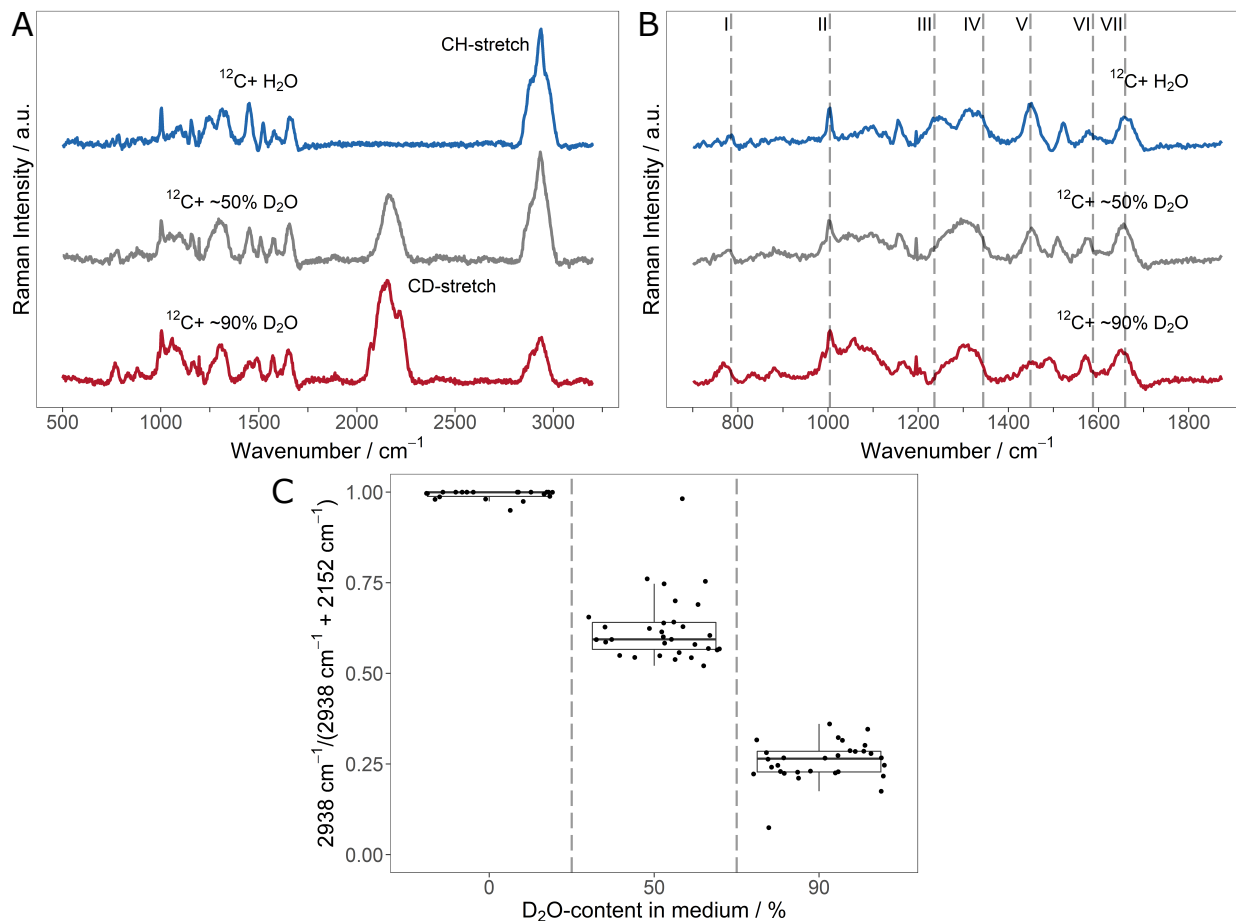 A
CH-stretch
¹²C+ H₂O
¹²C+ ~50% D₂O
CD-stretch
¹²C+ ~90% D₂O
Raman Intensity / a.u.
500 1000 1500 2000 2500 3000
Wavenumber / cm⁻¹
B
I II III IV V VI VII
¹²C+ H₂O
¹²C+ ~50% D₂O
¹²C+ ~90% D₂O
Raman Intensity / a.u.
800 1000 1200 1400 1600 1800
Wavenumber / cm⁻¹
C
2938 cm⁻¹/(2938 cm⁻¹ + 2152 cm⁻¹)
1.00
0.75
0.50
0.25
0.00
0 50 90
D₂O-content in medium / %